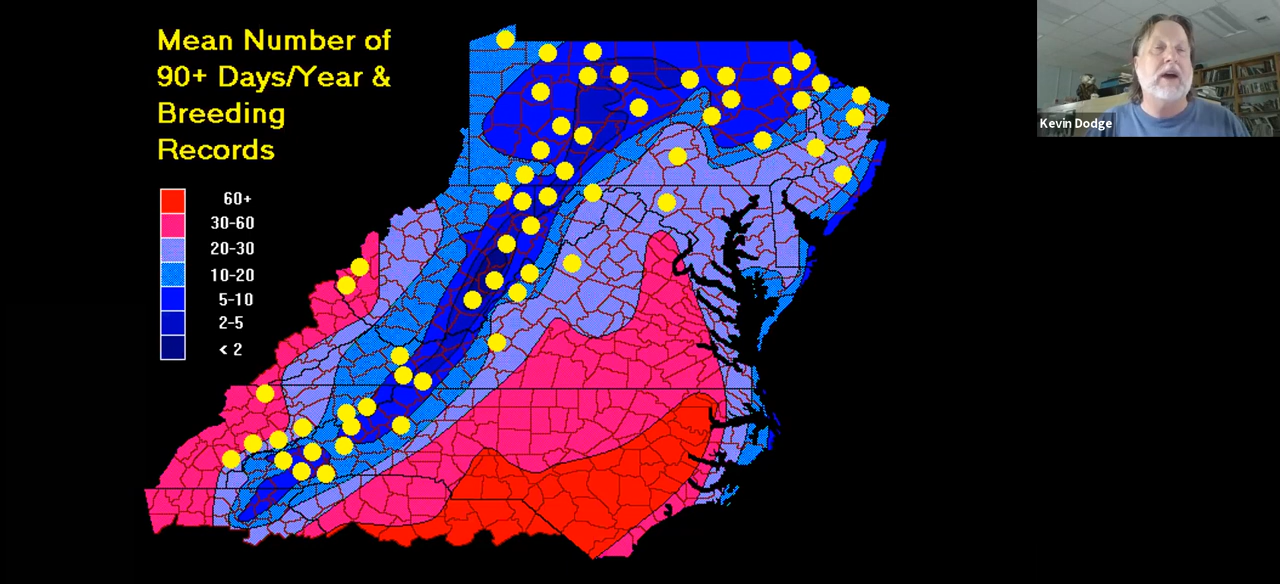 Mean Number of
90+ Days/Year &
Breeding
Records
60+
30-60
20-30
10-20
5-10
2-5
< 2
Kevin Dodge